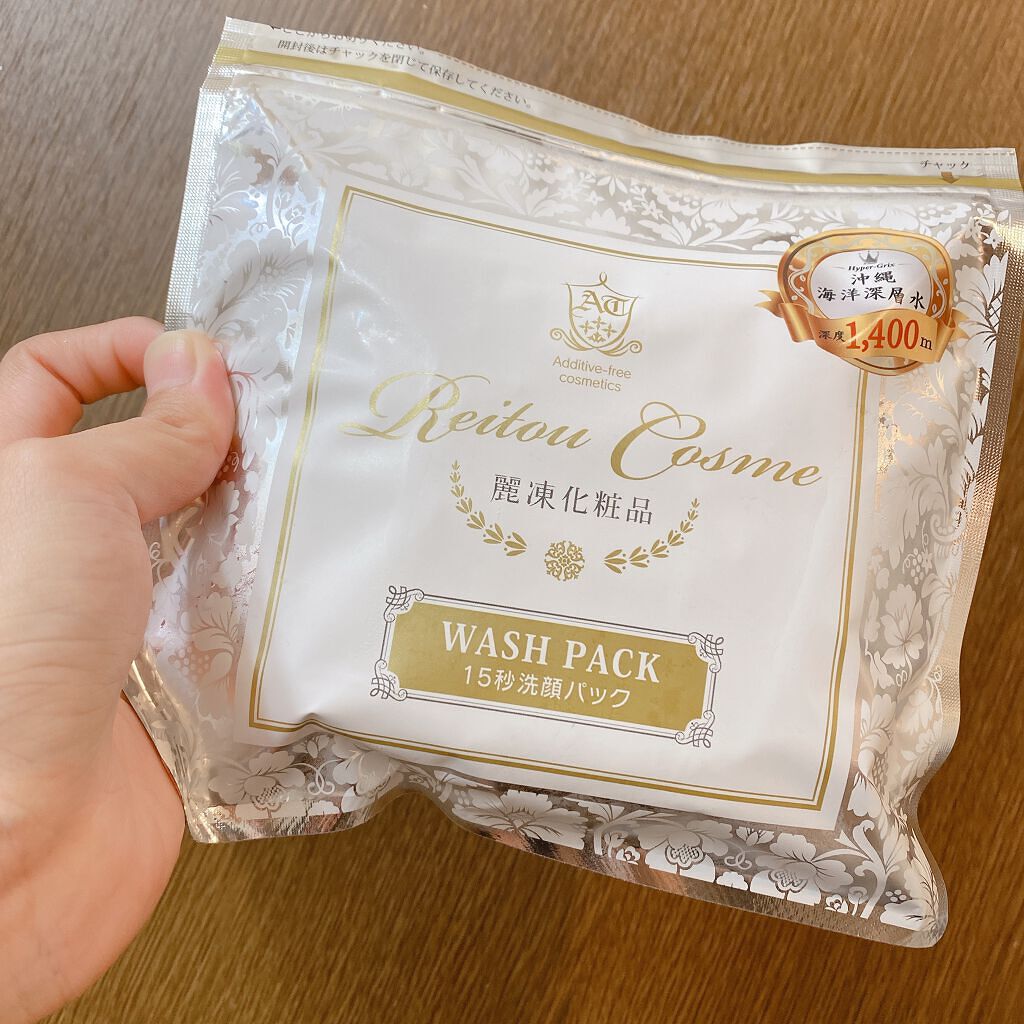 開封後はチャックを閉じて保存してください。
チャック
Hyper-Grix
沖縄
海洋深層水
深度1,400m
AT
Additive-free
cosmetics
Reitou Cosme
麗凍化粧品
WASH PACK
15秒洗顔パック